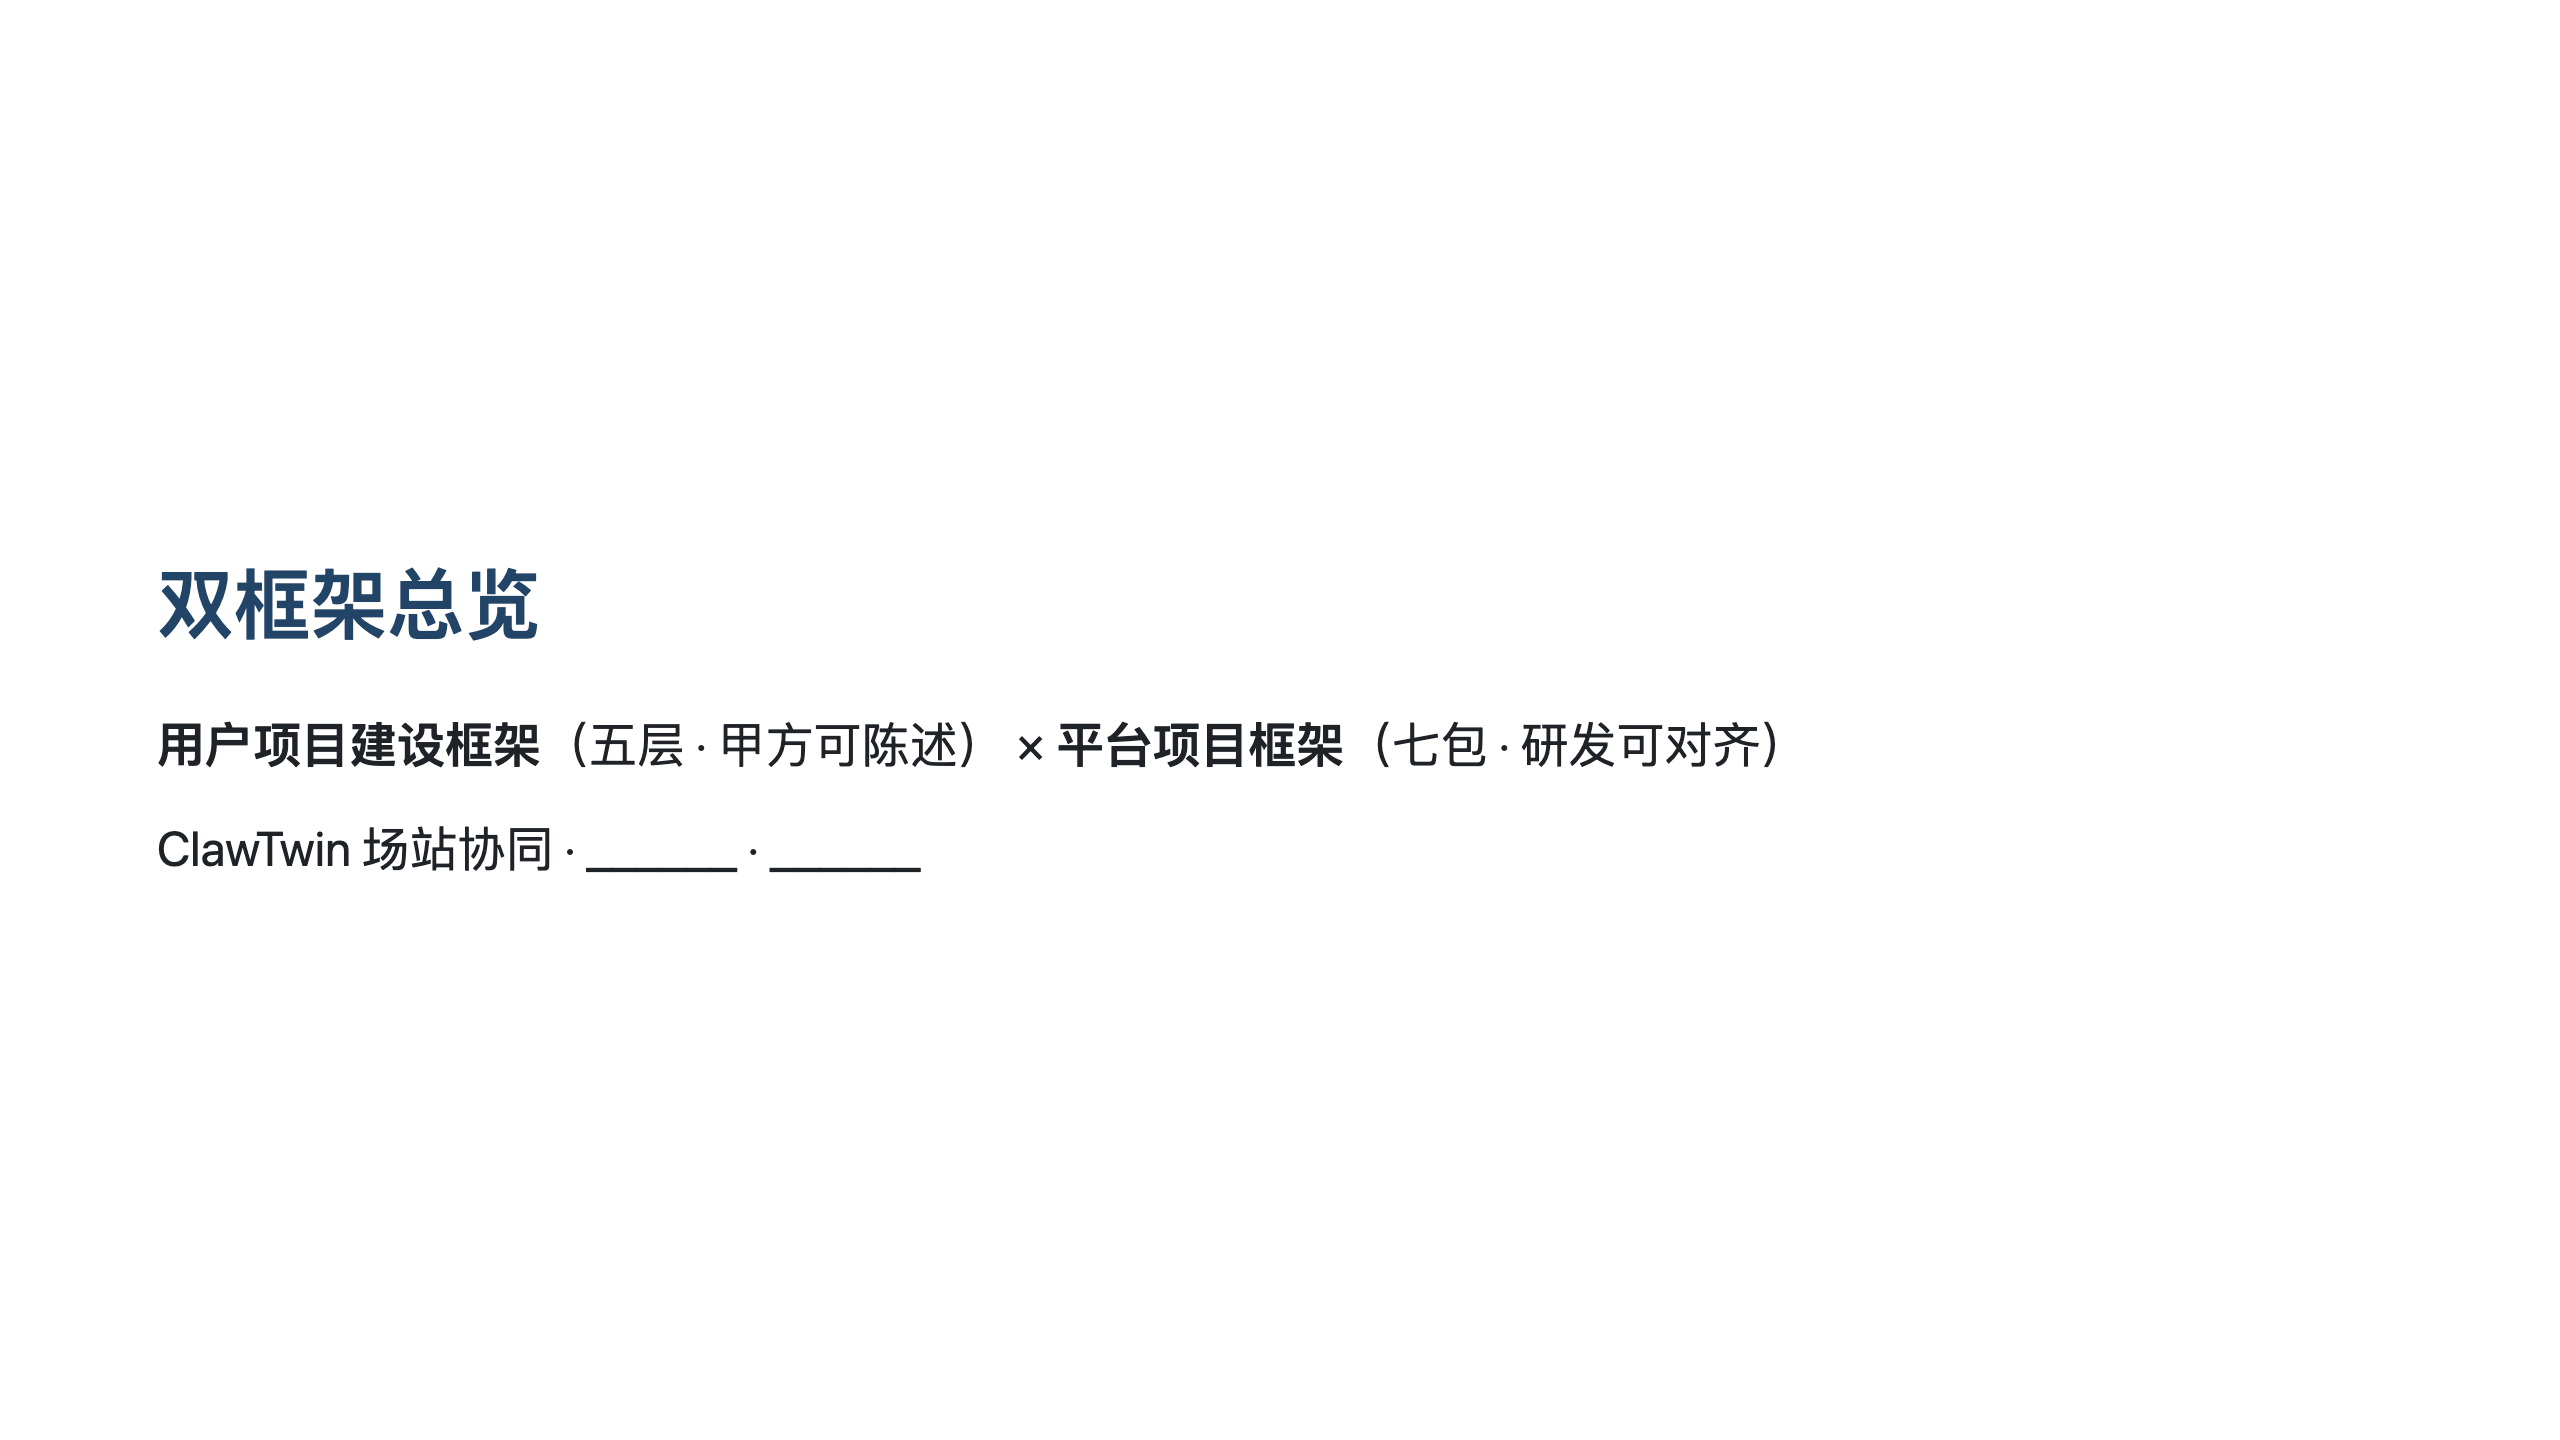 双框架总览
用户项目建设框架（五层 · 甲方可陈述） × 平台项目框架（七包 · 研发可对齐）
ClawTwin 场站协同 · ______ · ______